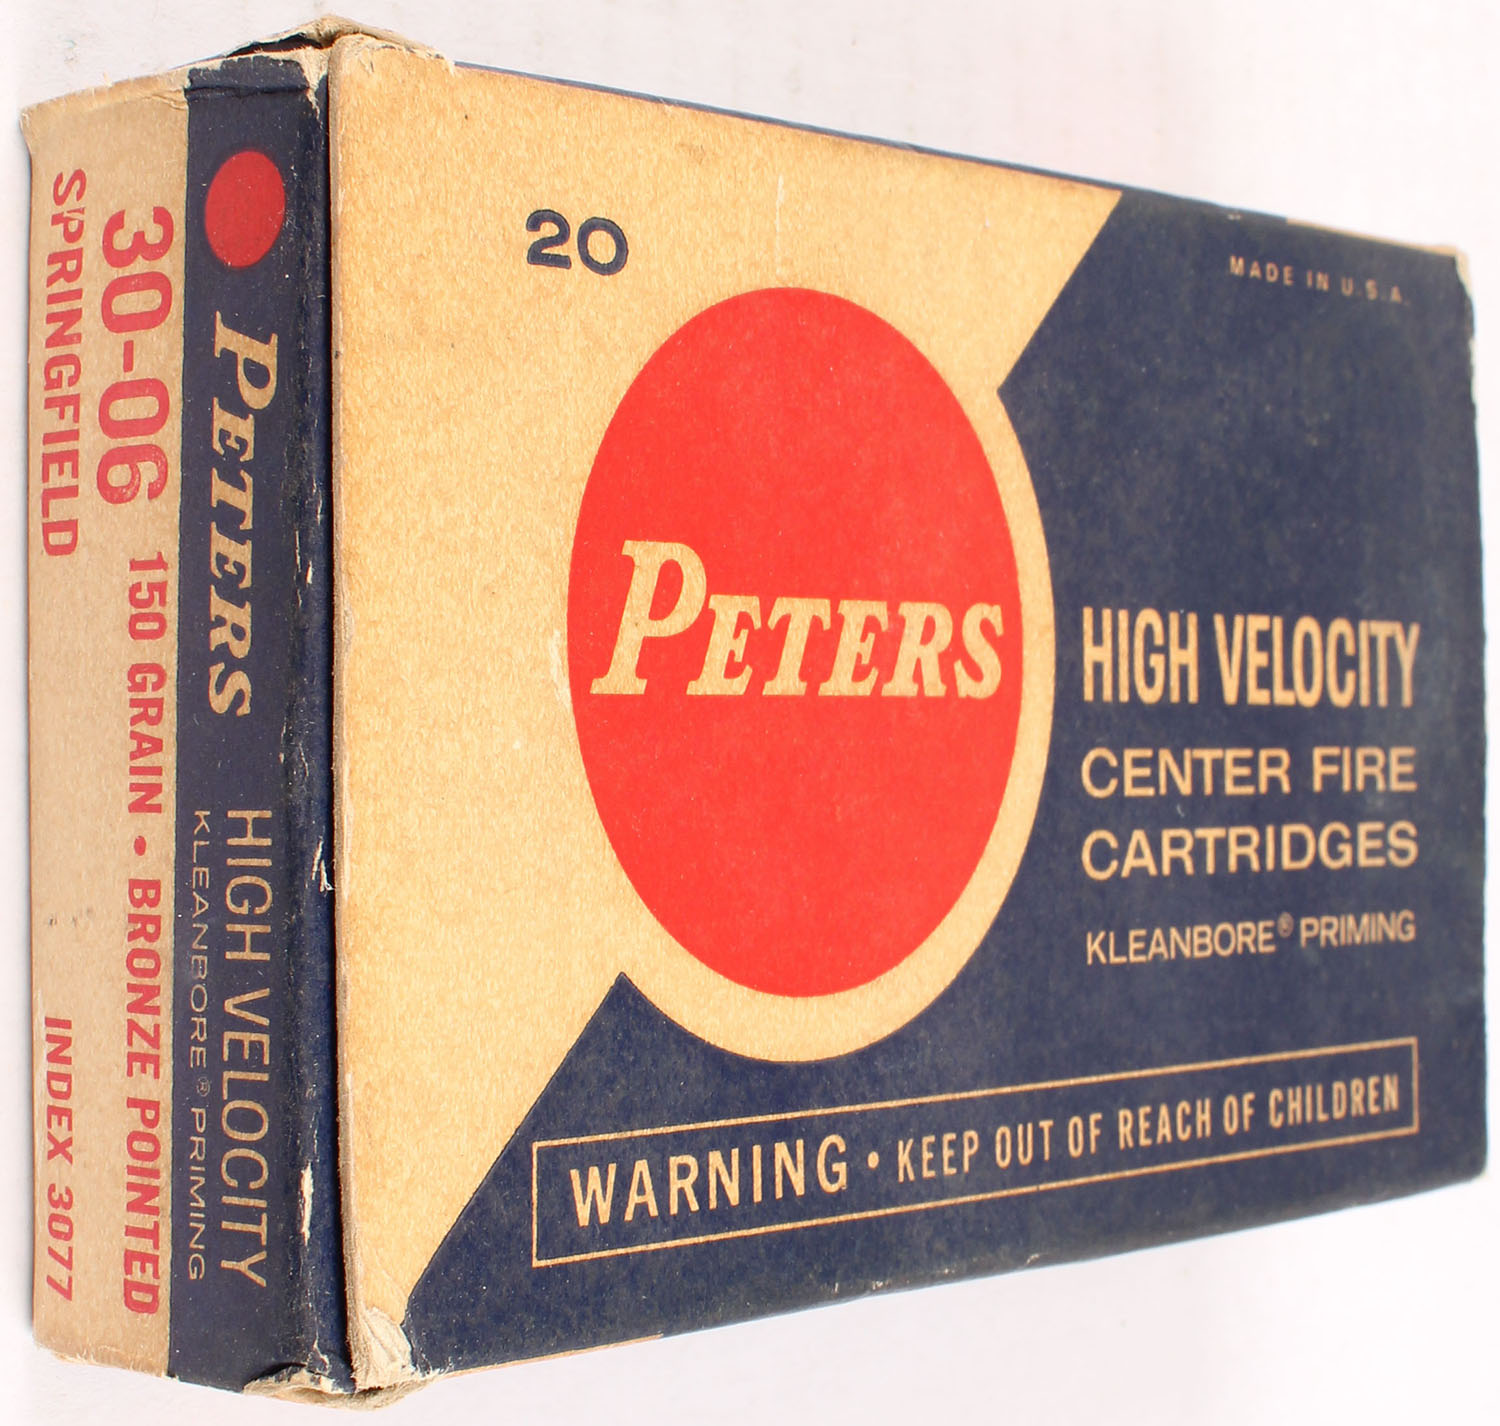 20
MADE IN U.S.A.
PETERS
HIGH VELOCITY
CENTER FIRE
CARTRIDGES
KLEANBORE® PRIMING
WARNING • KEEP OUT OF REACH OF CHILDREN
PETERS HIGH VELOCITY
KLEANBORE® PRIMING
30-06 150 GRAIN • BRONZE POINTED
SPRINGFIELD INDEX 3077